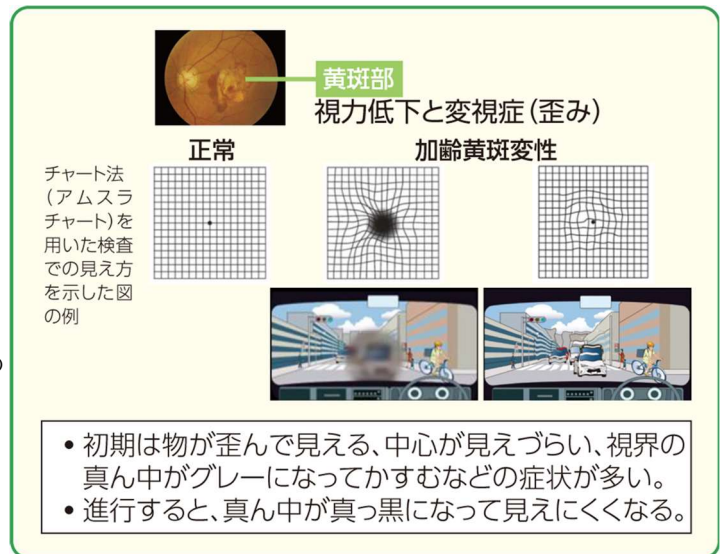 黄斑部
視力低下と変視症（歪み）
正常
加齢黄斑変性
チャート法
（アムスラ
チャート）を
用いた検査
での見え方
を示した図
の例
• 初期は物が歪んで見える、中心が見えづらい、視界の
真ん中がグレーになってかすむなどの症状が多い。
• 進行すると、真ん中が真っ黒になって見えにくくなる。